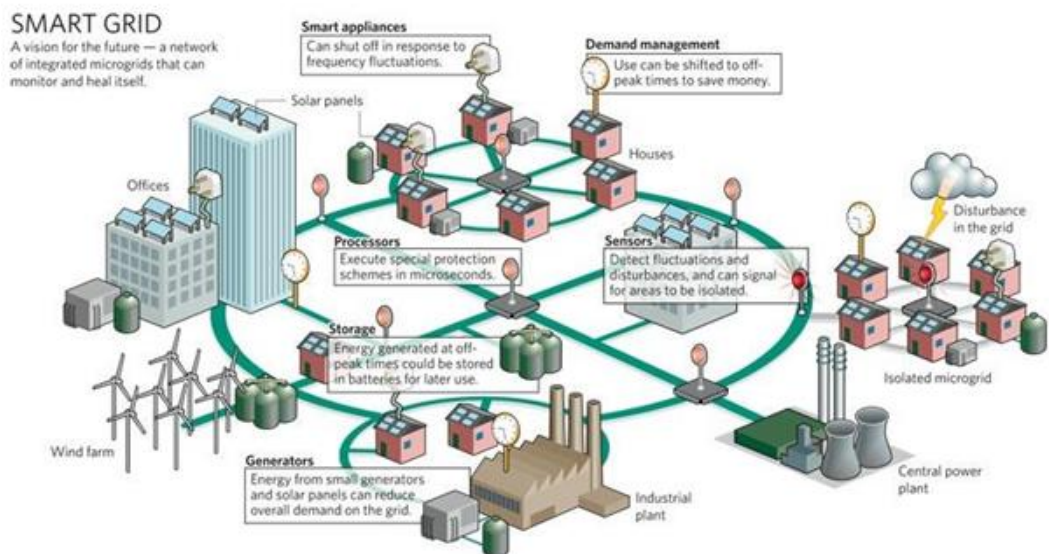 SMART GRID
A vision for the future — a network
of integrated microgrids that can
monitor and heal itself.
Smart appliances
Can shut off in response to
frequency fluctuations.
Demand management
Use can be shifted to off-
peak times to save money.
Solar panels
Houses
Offices
Disturbance
in the grid
Processors
Execute special protection
schemes in microseconds.
Sensors
Detect fluctuations and
disturbances, and can signal
for areas to be isolated.
Storage
Energy generated at off-
peak times could be stored
in batteries for later use.
Isolated microgrid
Wind farm
Generators
Energy from small generators
and solar panels can reduce
overall demand on the grid.
Industrial
plant
Central power
plant